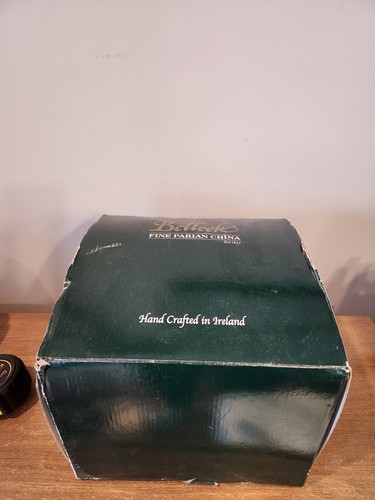 Belleek
FINE PARIAN CHINA
Hand Crafted in Ireland